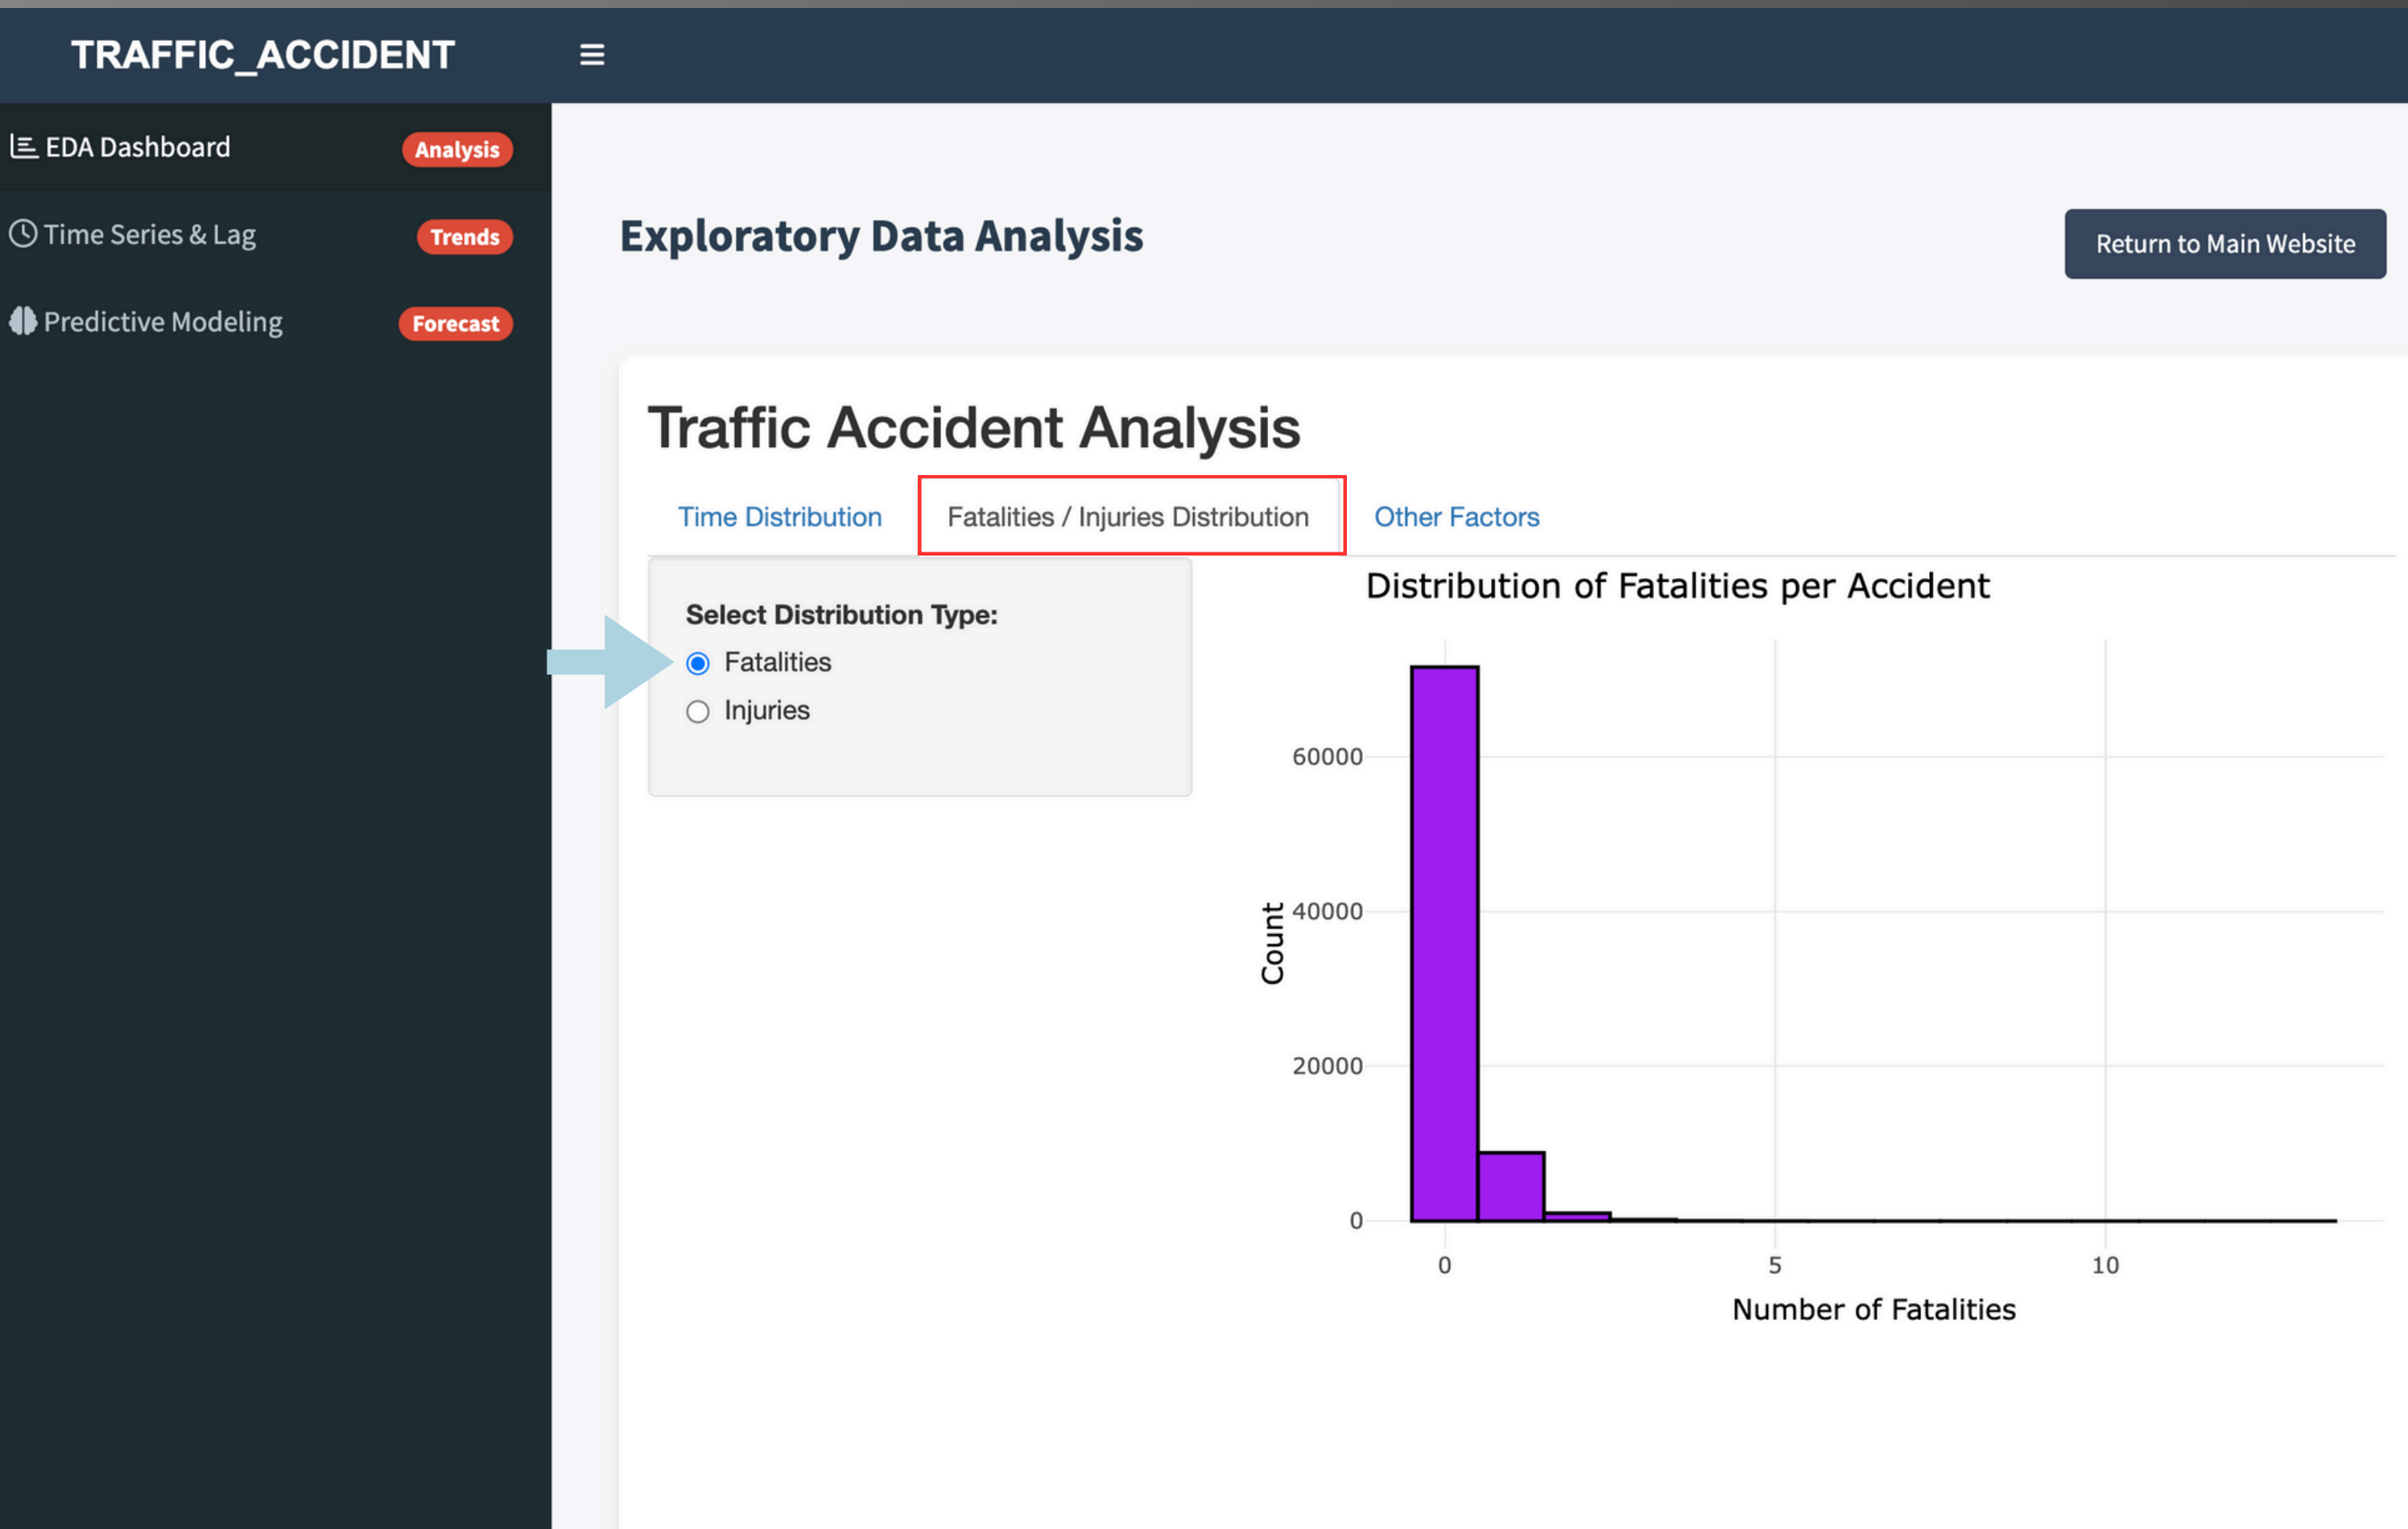 TRAFFIC_ACCIDENT
EDA Dashboard Analysis
Time Series & Lag Trends
Predictive Modeling Forecast
Exploratory Data Analysis
Return to Main Website
Traffic Accident Analysis
Time Distribution Fatalities / Injuries Distribution Other Factors
Select Distribution Type:
Fatalities
Injuries
Distribution of Fatalities per Accident
Count
60000
40000
20000
0
0 5 10
Number of Fatalities